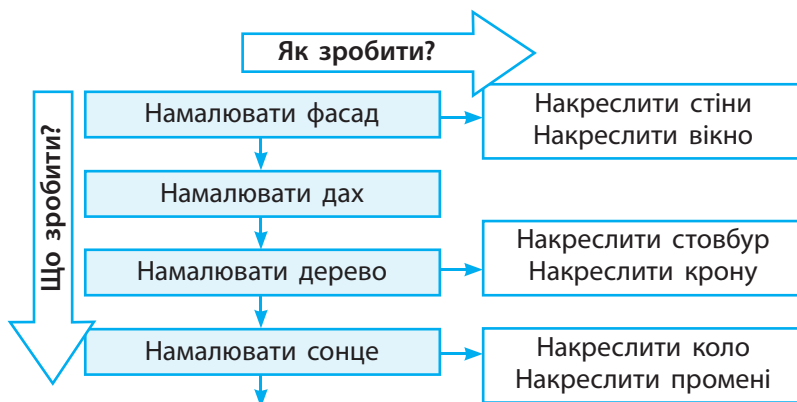 Як зробити?
Що зробити?
Намалювати фасад
Накреслити стіни
Накреслити вікно
Намалювати дах
Намалювати дерево
Накреслити стовбур
Накреслити крону
Намалювати сонце
Накреслити коло
Накреслити промені